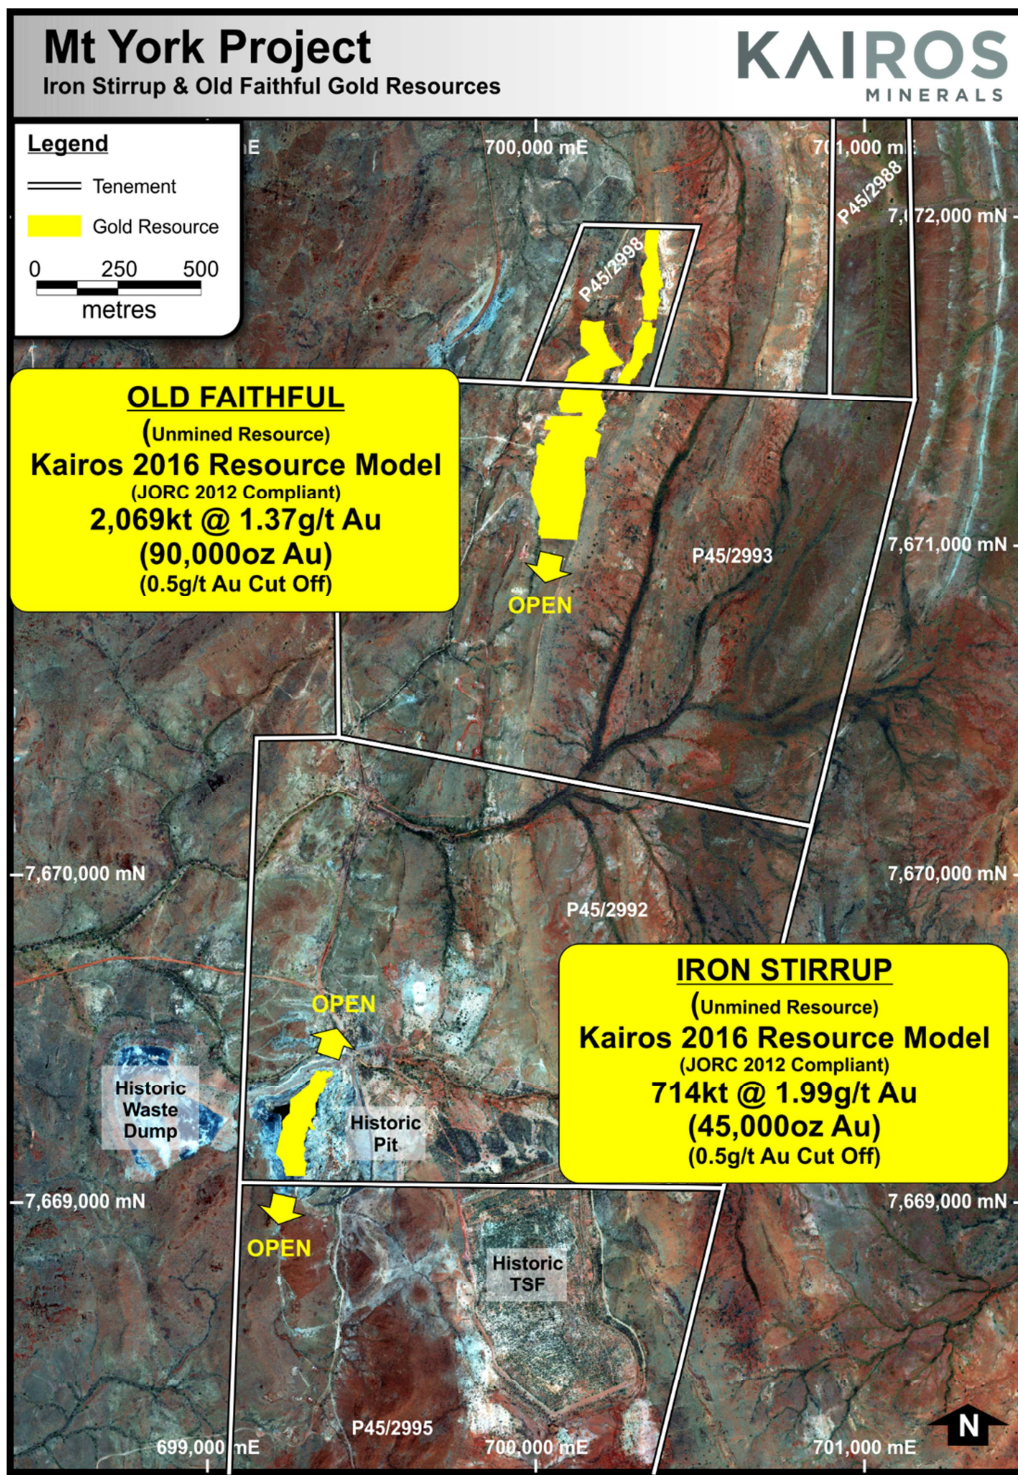 Mt York Project
Iron Stirrup & Old Faithful Gold Resources
KAIROS
MINERALS
Legend
Tenement
Gold Resource
0 250 500
metres
mE
700,000 mE
701,000 mE
P45/2988
7,072,000 mN
P45/2998
OLD FAITHFUL
(Unmined Resource)
Kairos 2016 Resource Model
(JORC 2012 Compliant)
2,069kt @ 1.37g/t Au
(90,000oz Au)
(0.5g/t Au Cut Off)
P45/2993
7,671,000 mN
OPEN
7,670,000 mN
7,670,000 mN
P45/2992
OPEN
IRON STIRRUP
(Unmined Resource)
Kairos 2016 Resource Model
(JORC 2012 Compliant)
714kt @ 1.99g/t Au
(45,000oz Au)
(0.5g/t Au Cut Off)
Historic
Waste
Dump
Historic
Pit
7,669,000 mN
7,669,000 mN
OPEN
Historic
TSF
P45/2995
699,000 mE
700,000 mE
701,000 mE
N